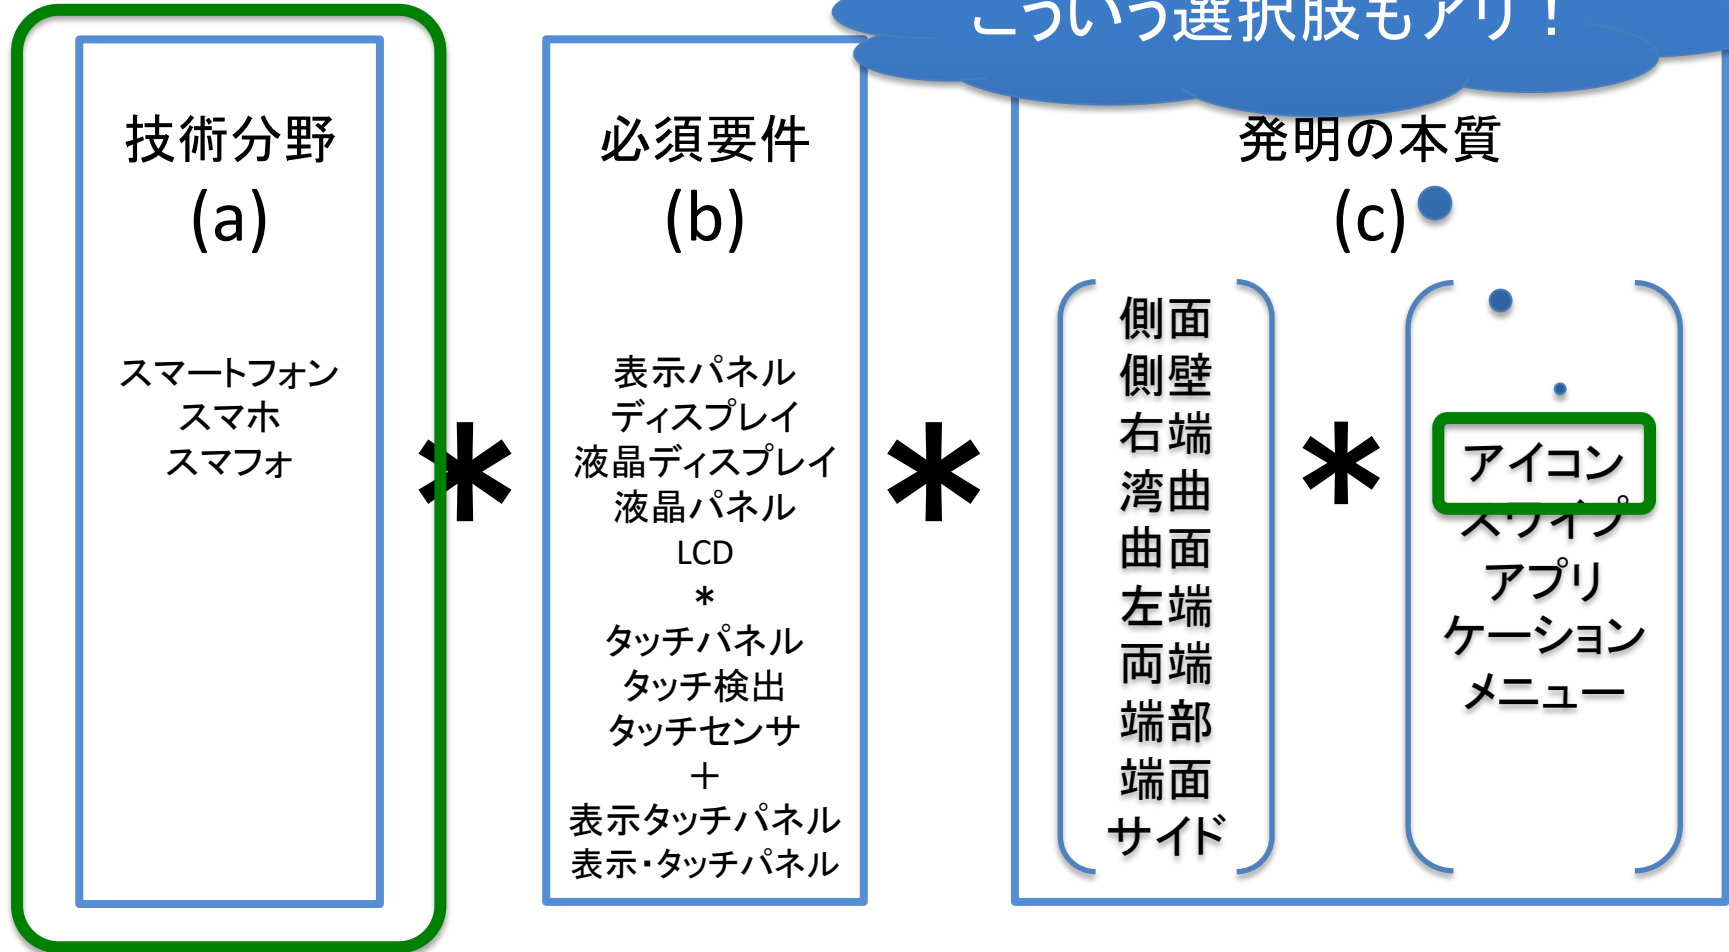 こういう選択肢もアリ！
技術分野
(a)
スマートフォン
スマホ
スマフォ
*
必須要件
(b)
表示パネル
ディスプレイ
液晶ディスプレイ
液晶パネル
LCD
*
タッチパネル
タッチ検出
タッチセンサ
＋
表示タッチパネル
表示・タッチパネル
*
発明の本質
(c)
側面
側壁
右端
湾曲
曲面
左端
両端
端部
端面
サイド
*
アイコン
スワイプ
アプリ
ケーション
メニュー